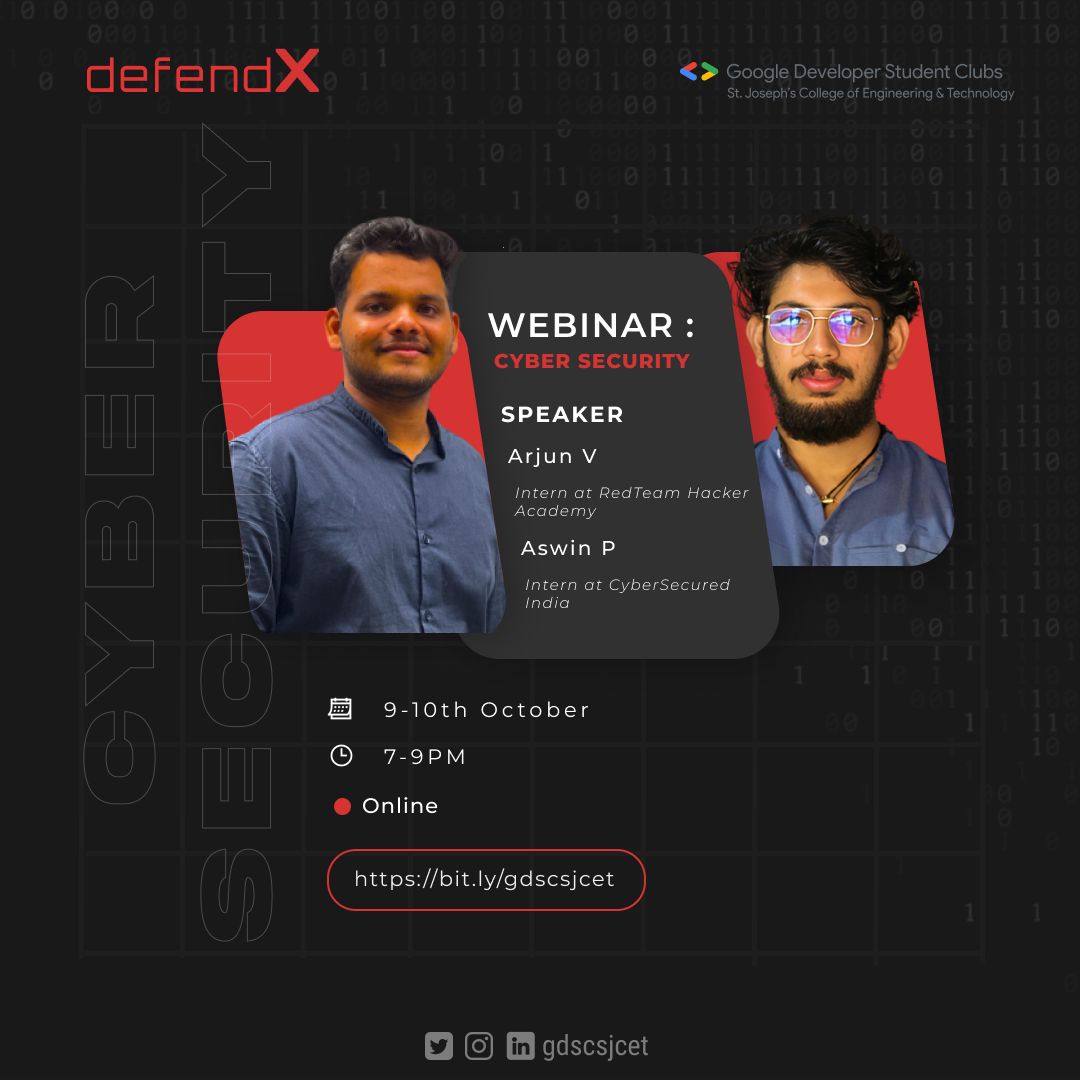 defendX
Google Developer Student Clubs
St. Joseph's College of Engineering & Technology
CYBER
SECURITY
WEBINAR :
CYBER SECURITY
SPEAKER
Arjun V
Intern at RedTeam Hacker
Academy
Aswin P
Intern at CyberSecured
India
9-10th October
7-9PM
Online
https://bit.ly/gdscsjcet
gdscsjcet